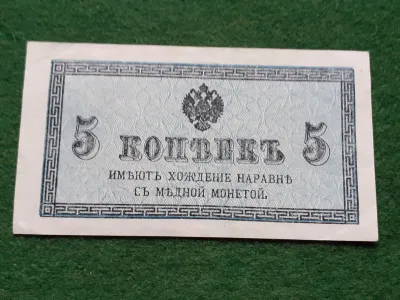 5 КОПѢЕКЪ 5
ИМѢЮТЪ ХОЖДЕНІЕ НАРАВНѢ
СЪ МѢДНОЙ МОНЕТОЙ.